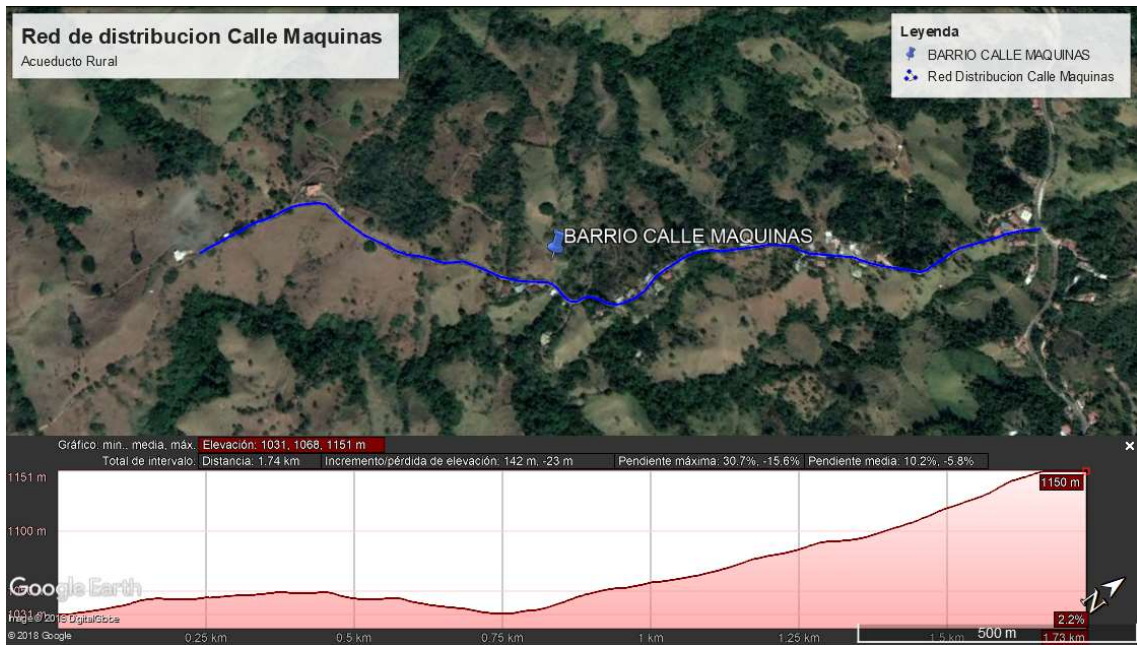 Red de distribucion Calle Maquinas
Acueducto Rural
Leyenda
BARRIO CALLE MAQUINAS
Red Distribucion Calle Maquinas
BARRIO CALLE MAQUINAS
Gráfico: min., media, máx. Elevación: 1031, 1068, 1151 m
Total de intervalo: Distancia: 1.74 km Incremento/pérdida de elevación: 142 m, -23 m Pendiente máxima: 30.7%, -15.6% Pendiente media: 10.2%, -5.8%
1151 m
1150 m
1100 m
Google Earth
1031 m
Image © 2018 DigitalGlobe
© 2018 Google
2.2%
0.25 km 0.5 km 0.75 km 1 km 1.25 km 1.5 km 1.73 km
500 m
N